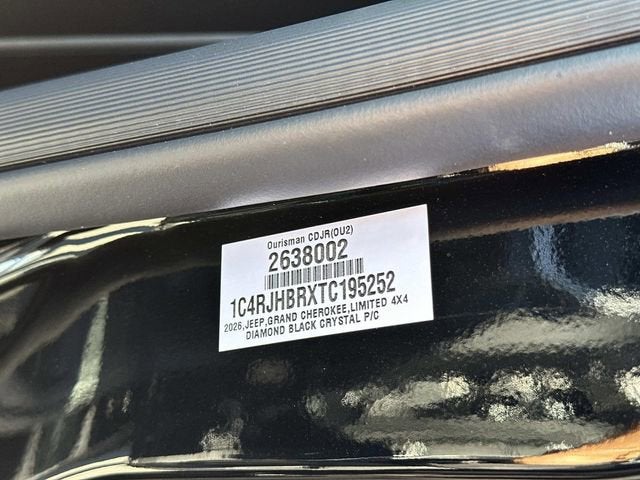 Ourisman CDJR(OU2)
2638002
1C4RJHBRXTC195252
2026,JEEP,GRAND CHEROKEE,LIMITED 4X4
DIAMOND BLACK CRYSTAL P/C